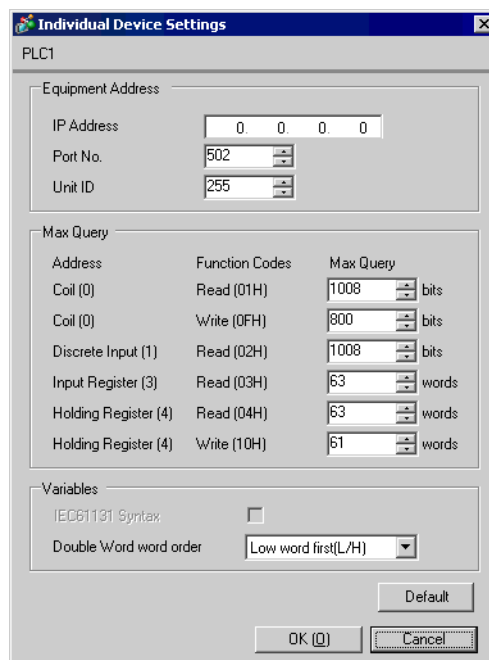 Individual Device Settings
PLC1
Equipment Address
IP Address 0. 0. 0. 0
Port No. 502
Unit ID 255
Max Query
Address Function Codes Max Query
Coil (0) Read (01H) 1008 bits
Coil (0) Write (0FH) 800 bits
Discrete Input (1) Read (02H) 1008 bits
Input Register (3) Read (03H) 63 words
Holding Register (4) Read (04H) 63 words
Holding Register (4) Write (10H) 61 words
Variables
IEC61131 Syntax
Double Word word order Low word first(L/H)
Default
OK (O) Cancel